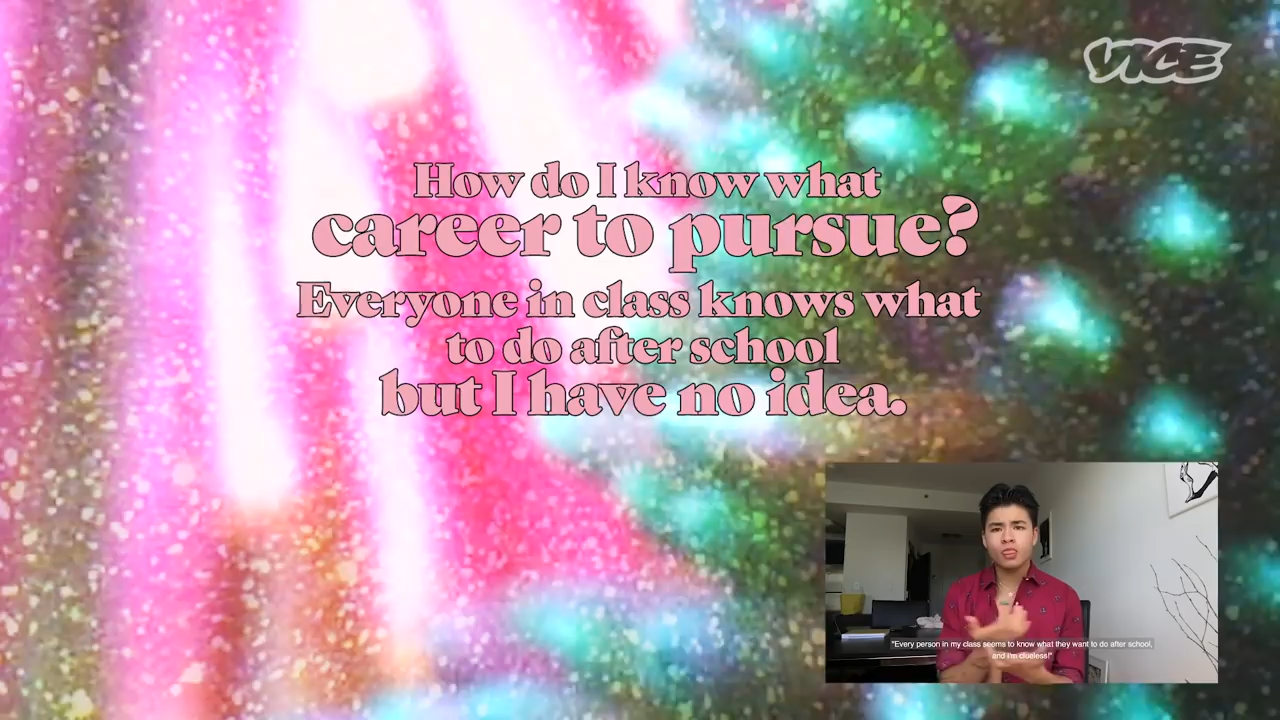 VICE
How do I know what
career to pursue?
Everyone in class knows what
to do after school
but I have no idea.
"Every person in my class seems to know what they want to do after school,
and i'm clueless!"